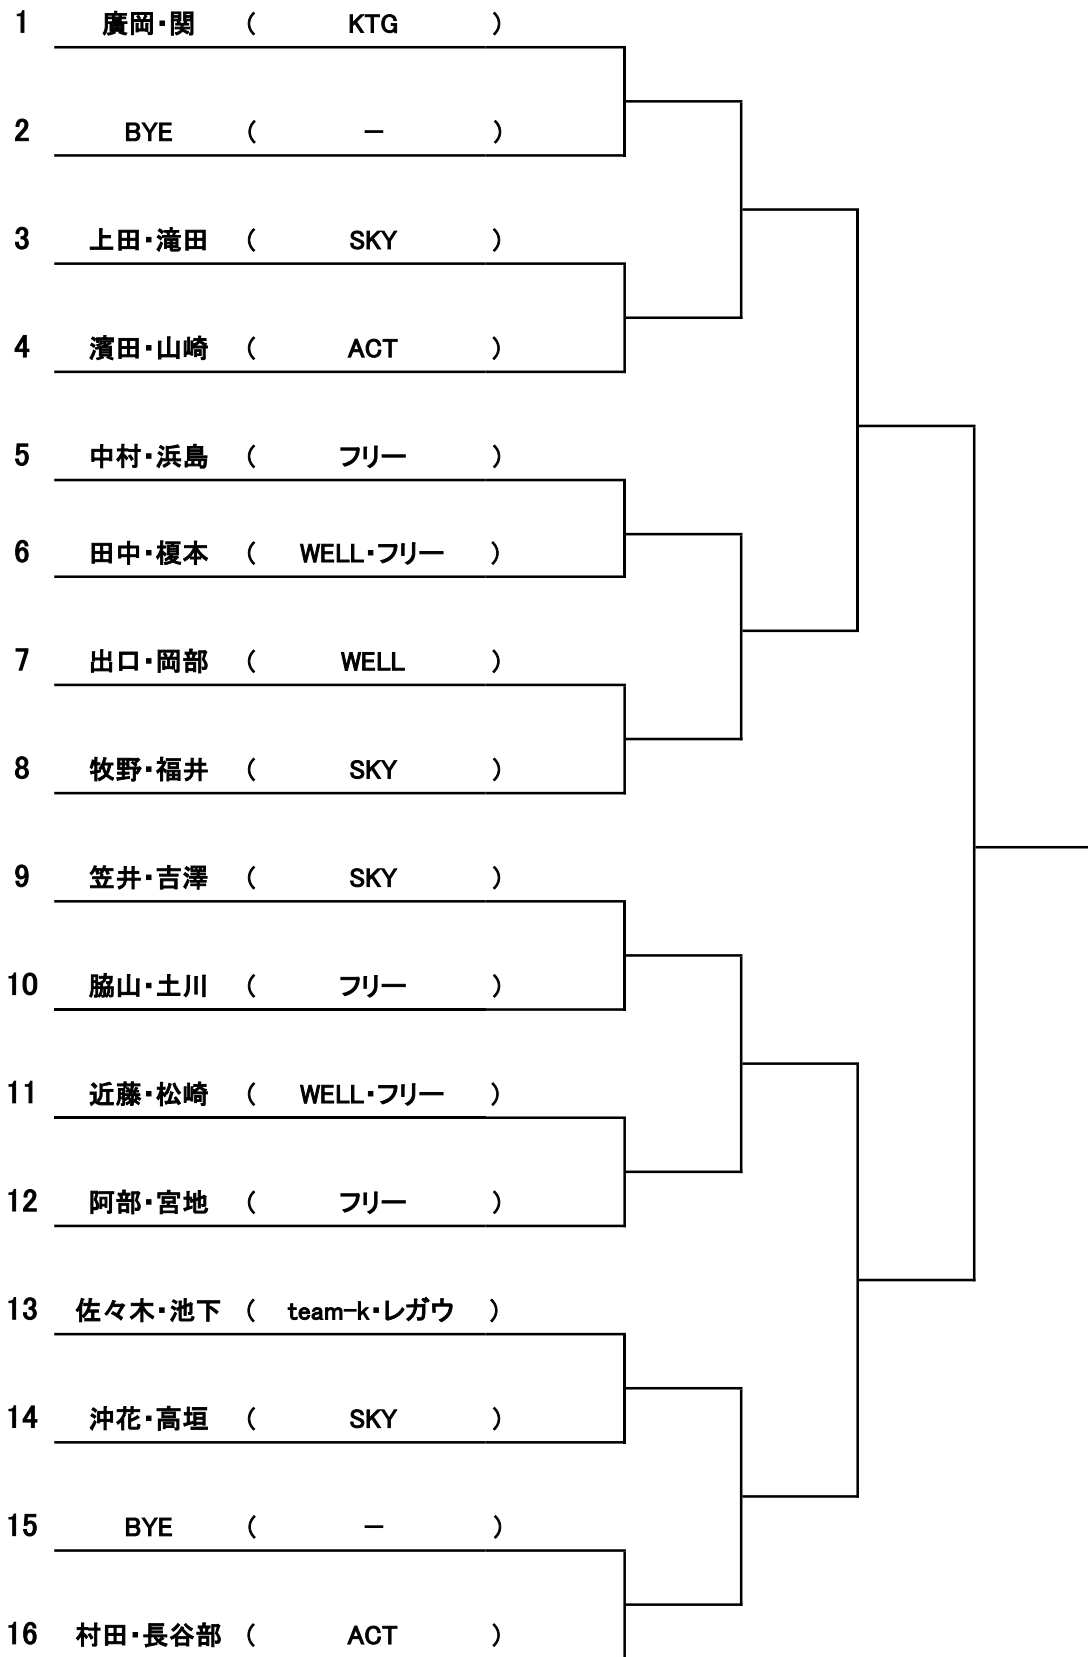 1 廣岡・関 ( KTG )
2 BYE ( － )
3 上田・滝田 ( SKY )
4 濱田・山崎 ( ACT )
5 中村・浜島 ( フリー )
6 田中・榎本 ( WELL・フリー )
7 出口・岡部 ( WELL )
8 牧野・福井 ( SKY )
9 笠井・吉澤 ( SKY )
10 脇山・土川 ( フリー )
11 近藤・松崎 ( WELL・フリー )
12 阿部・宮地 ( フリー )
13 佐々木・池下 ( team-k・レガウ )
14 沖花・高垣 ( SKY )
15 BYE ( － )
16 村田・長谷部 ( ACT )